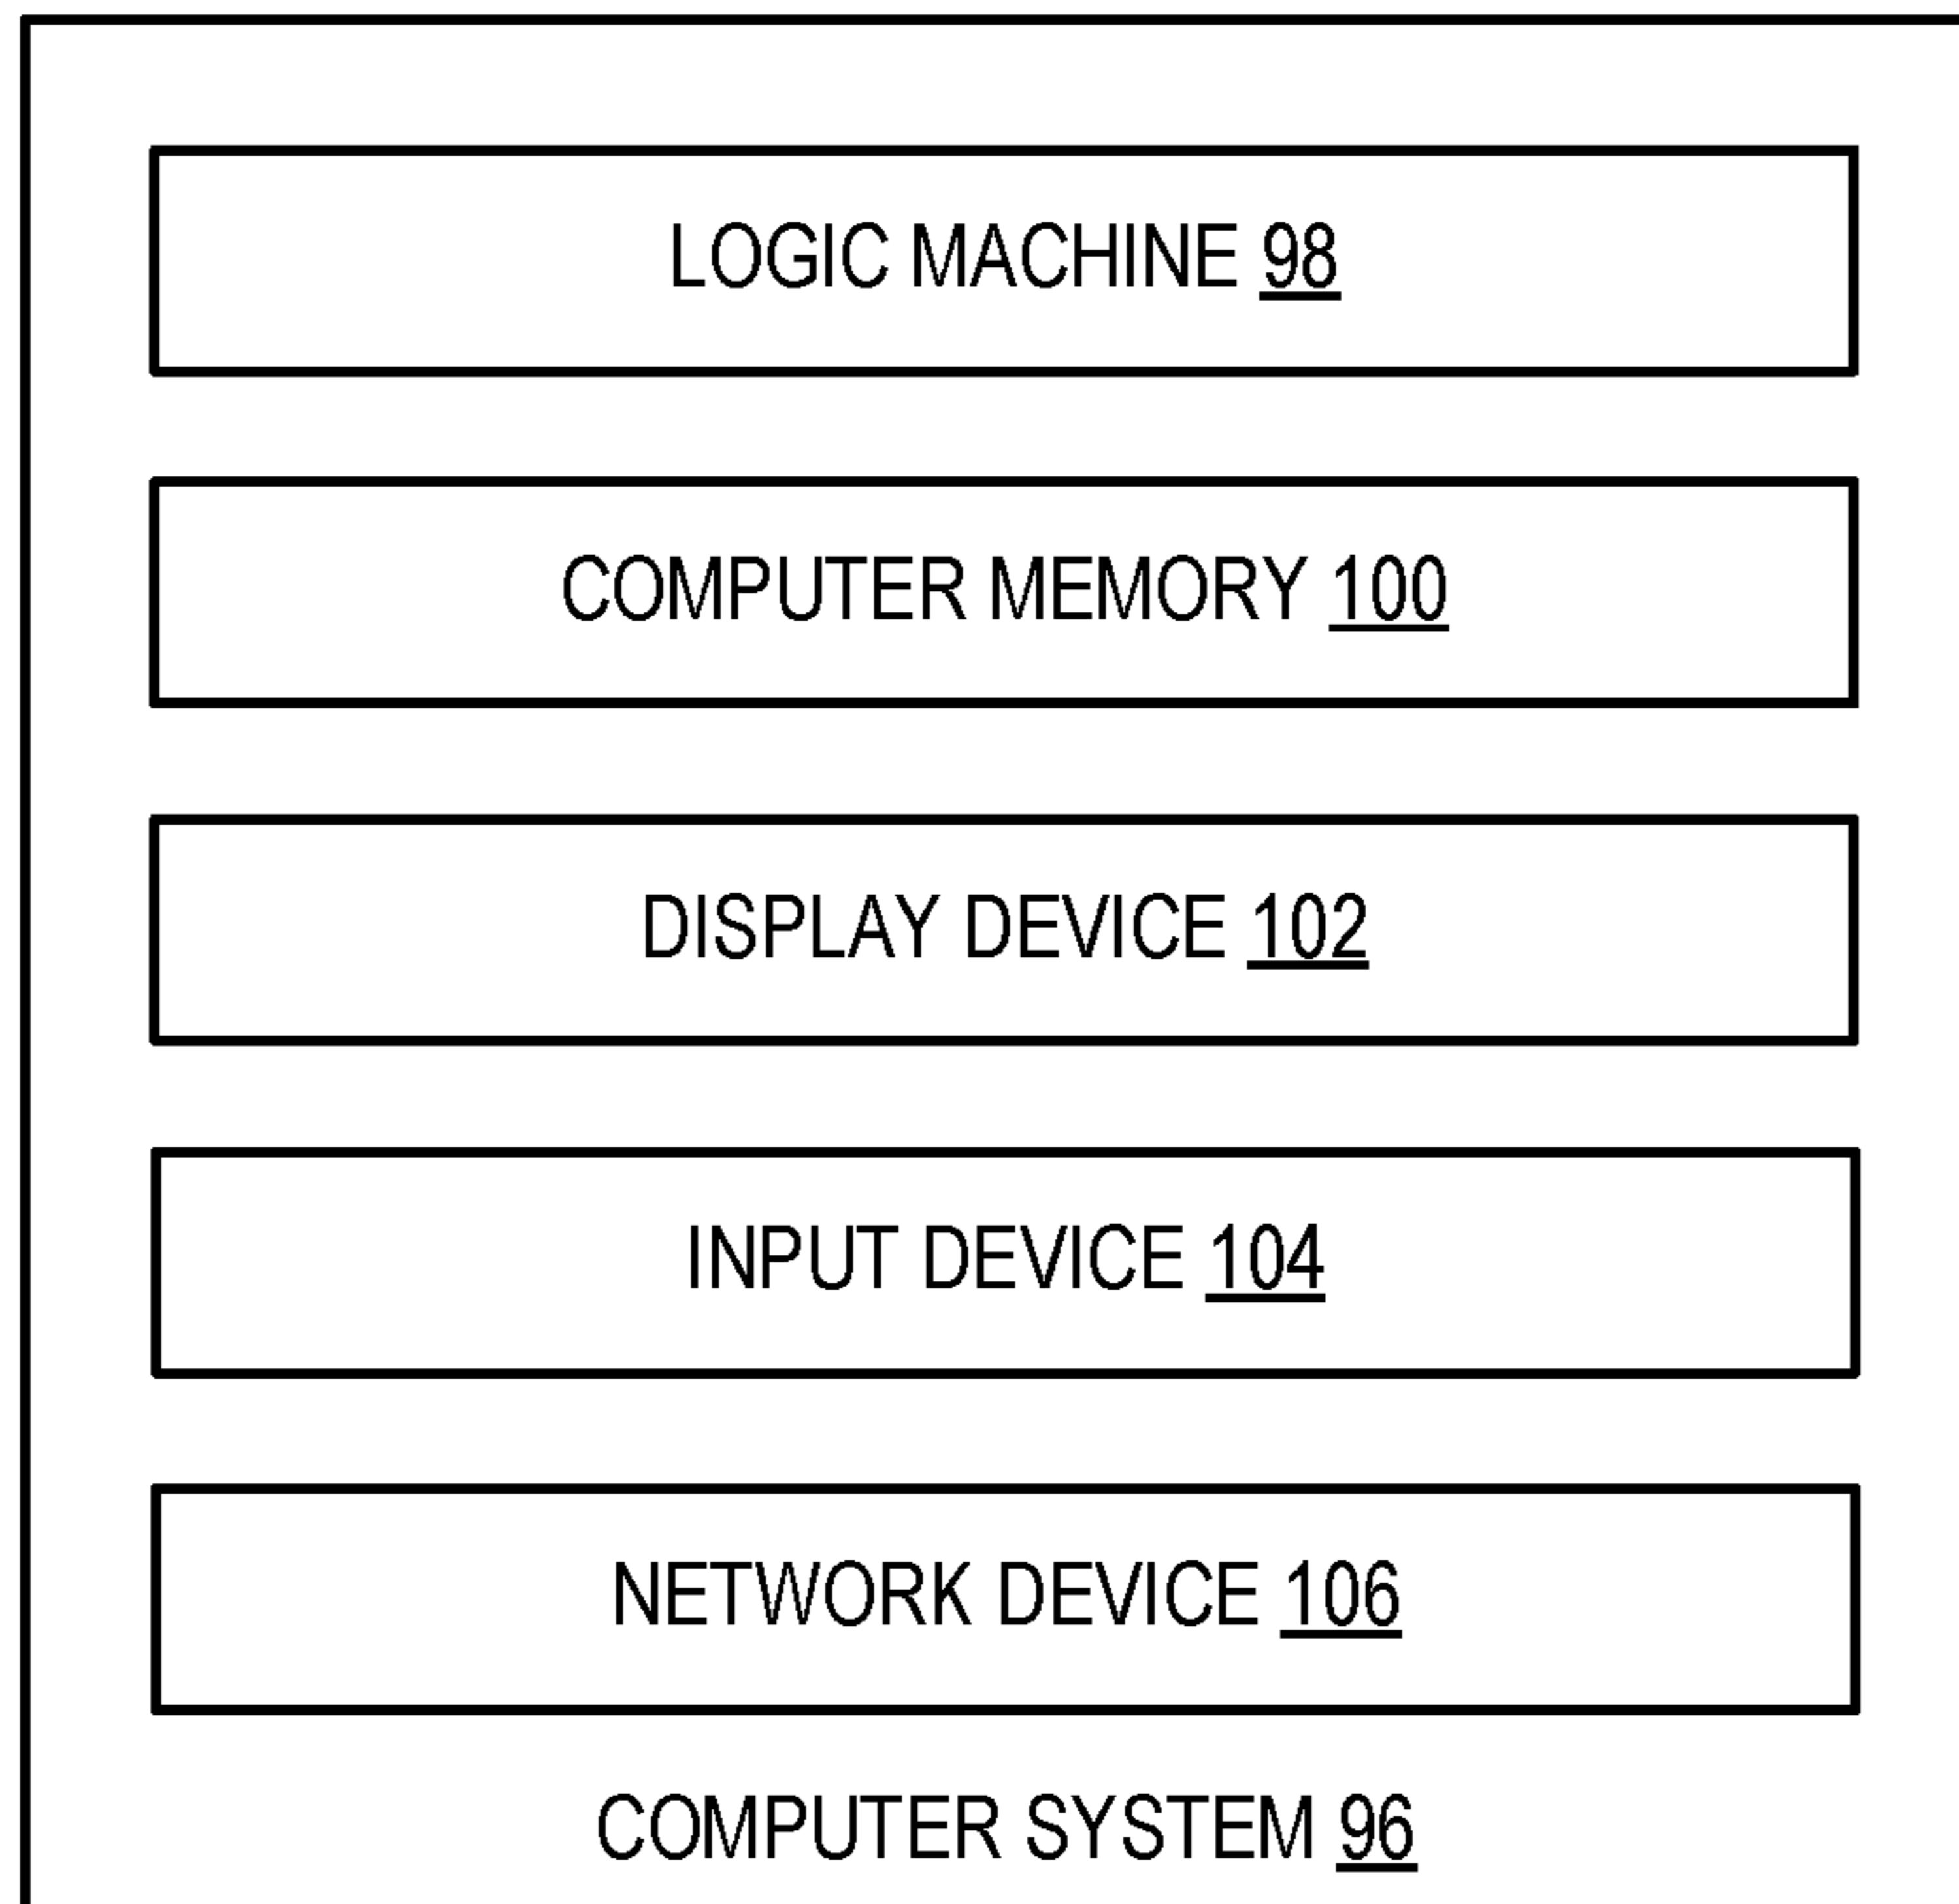 LOGIC MACHINE 98
COMPUTER MEMORY 100
DISPLAY DEVICE 102
INPUT DEVICE 104
NETWORK DEVICE 106
COMPUTER SYSTEM 96